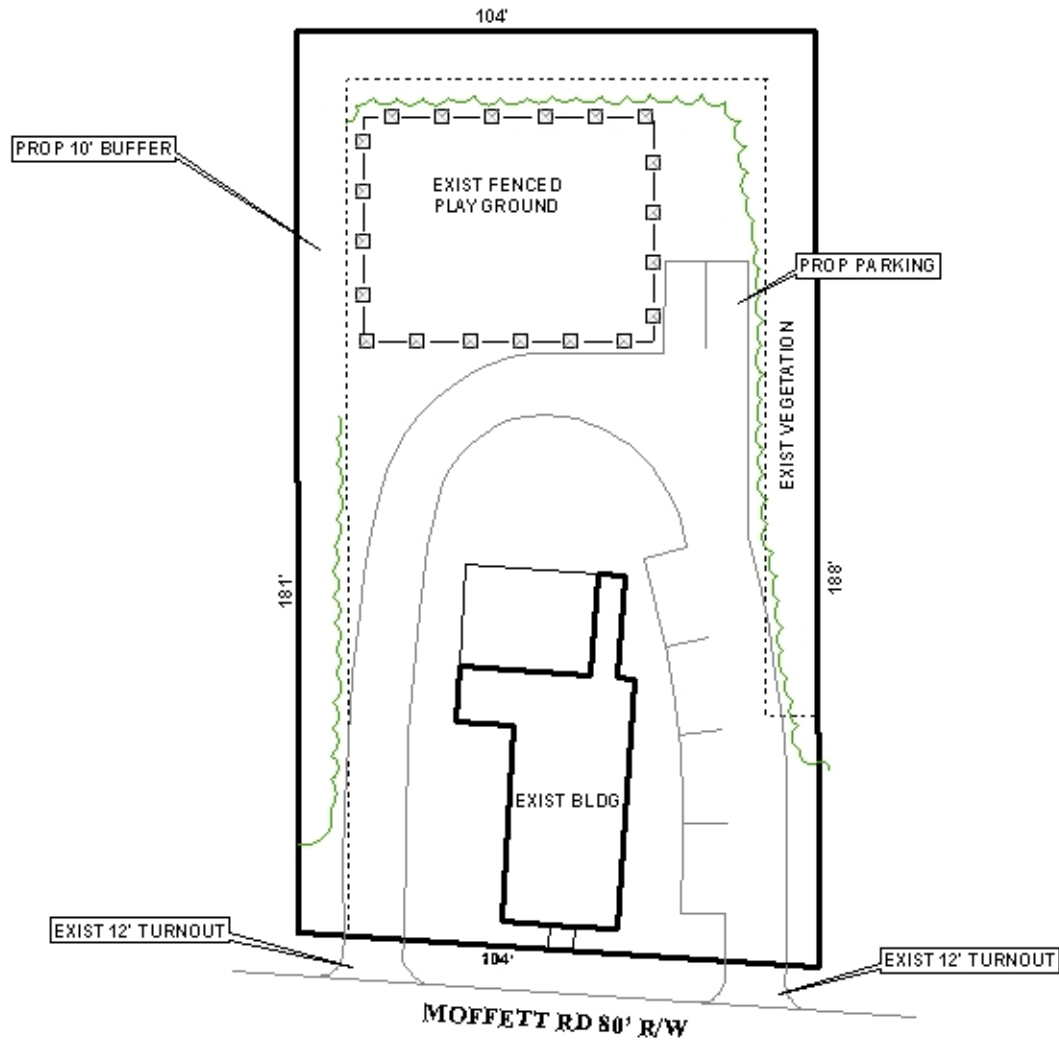 104'
PROP 10' BUFFER
EXIST FENCED
PLAY GROUND
PROP PARKING
EXIST VEGETATION
181'
188'
EXIST BLDG
EXIST 12' TURNOUT
104'
EXIST 12' TURNOUT
MOFFETT RD 80' R/W